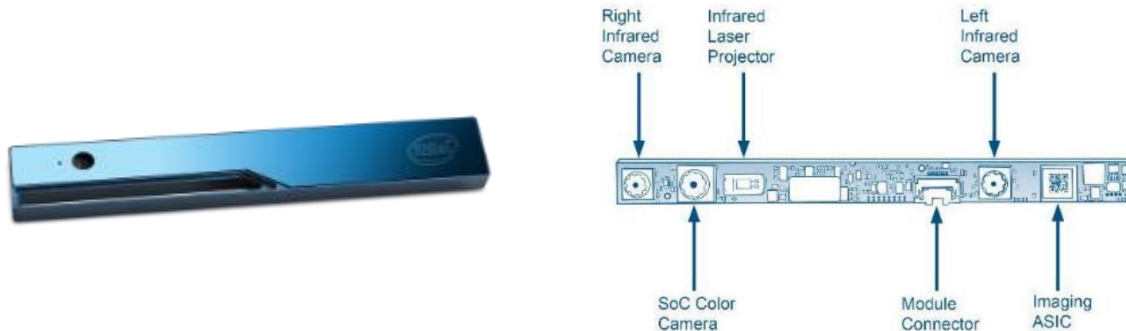 Right
Infrared
Camera
Infrared
Laser
Projector
Left
Infrared
Camera
SoC Color
Camera
Module
Connector
Imaging
ASIC